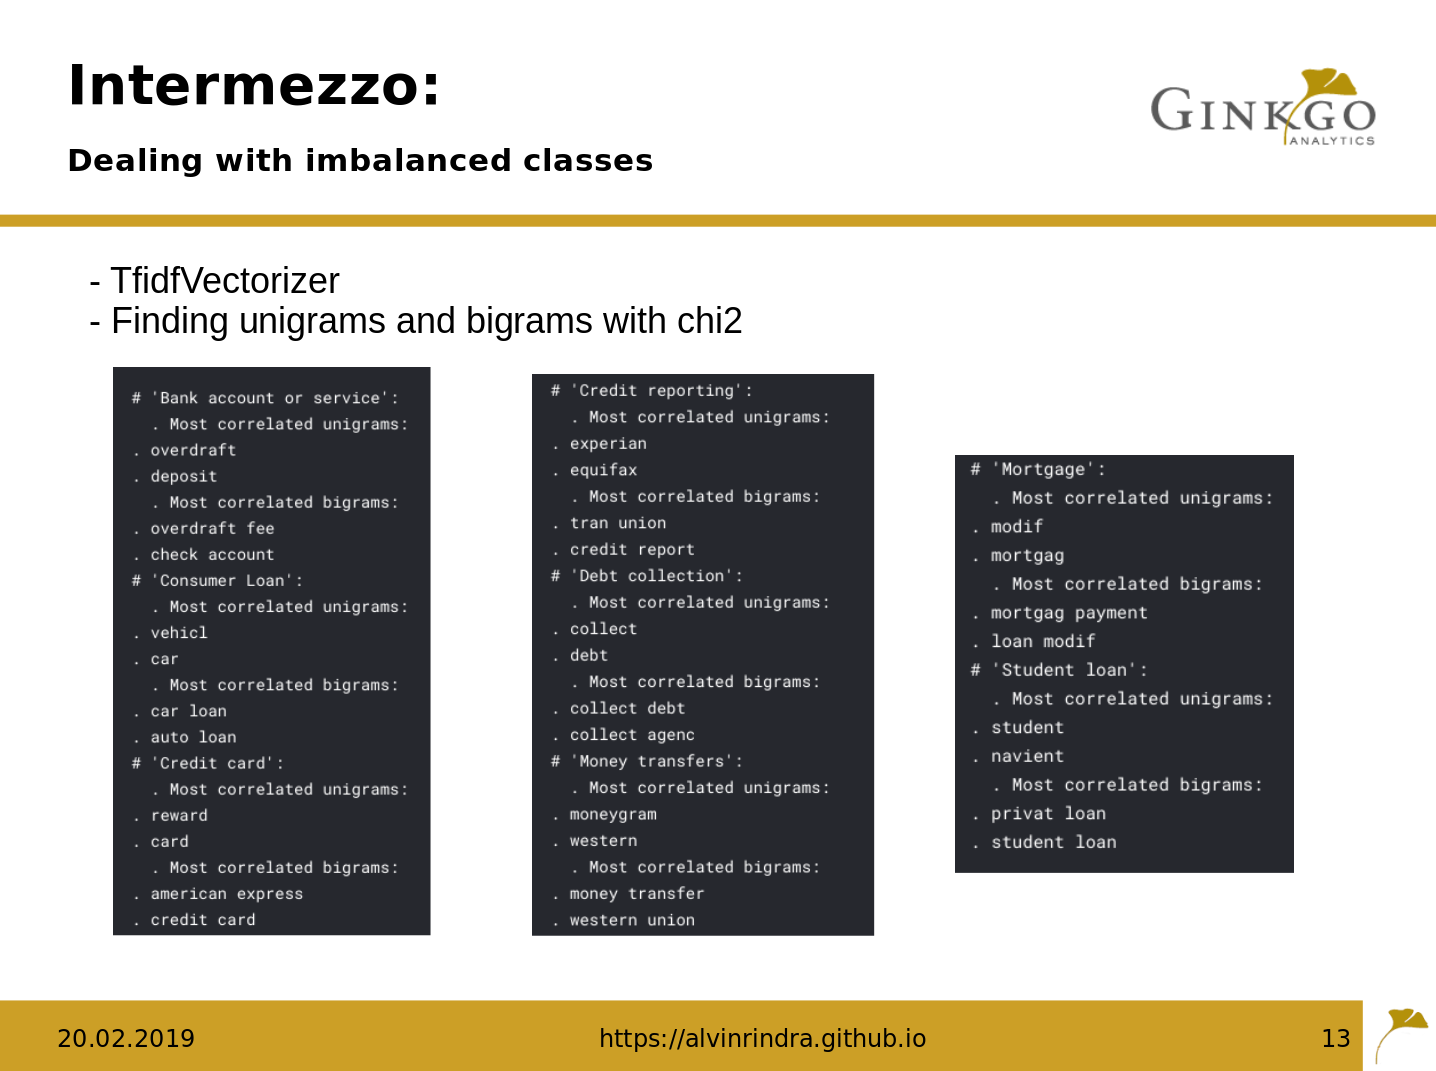 Intermezzo:
Dealing with imbalanced classes
GINKGO
ANALYTICS
- TfidfVectorizer
- Finding unigrams and bigrams with chi2
# 'Bank account or service':
. Most correlated unigrams:
. overdraft
. deposit
. Most correlated bigrams:
. overdraft fee
. check account
# 'Consumer Loan':
. Most correlated unigrams:
. vehicl
. car
. Most correlated bigrams:
. car loan
. auto loan
# 'Credit card':
. Most correlated unigrams:
. reward
. card
. Most correlated bigrams:
. american express
. credit card
# 'Credit reporting':
. Most correlated unigrams:
. experian
. equifax
. Most correlated bigrams:
. tran union
. credit report
# 'Debt collection':
. Most correlated unigrams:
. collect
. debt
. Most correlated bigrams:
. collect debt
. collect agenc
# 'Money transfers':
. Most correlated unigrams:
. moneygram
. western
. Most correlated bigrams:
. money transfer
. western union
# 'Mortgage':
. Most correlated unigrams:
. modif
. mortgag
. Most correlated bigrams:
. mortgag payment
. loan modif
# 'Student loan':
. Most correlated unigrams:
. student
. navient
. Most correlated bigrams:
. privat loan
. student loan
20.02.2019
https://alvinrindra.github.io
13